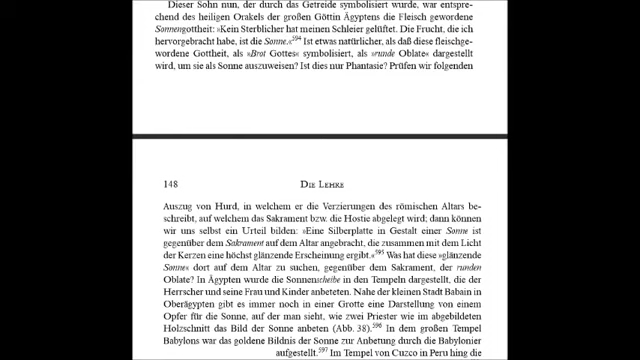 Dieser Sohn nun, der durch das Getreide symbolisiert wurde, war entspre-
chend des heiligen Orakels der großen Göttin Ägyptens die Fleisch gewordene
Sonnengottheit: »Kein Sterblicher hat meinen Schleier gelüftet. Die Frucht, die ich
hervorgebracht habe, ist die Sonne.«594 Ist etwas natürlicher, als daß diese fleischge-
wordene Gottheit, als »Brot Gottes« symbolisiert, als »runde Oblate« dargestellt
wird, um sie als Sonne auszuweisen? Ist dies nur Phantasie? Prüfen wir folgenden
148 Die Lehre
Auszug von Hurd, in welchem er die Verzierungen des römischen Altars be-
schreibt, auf welchem das Sakrament bzw. die Hostie abgelegt wird; dann können
wir uns selbst ein Urteil bilden: »Eine Silberplatte in Gestalt einer Sonne ist
gegenüber dem Sakrament auf dem Altar angebracht, die zusammen mit dem Licht
der Kerzen eine höchst glänzende Erscheinung ergibt.«595 Was hat diese »glänzende
Sonne« dort auf dem Altar zu suchen, gegenüber dem Sakrament, der runden
Oblate? In Ägypten wurde die Sonnenscheibe in den Tempeln dargestellt, die der
Herrscher und seine Frau und Kinder anbeteten. Nahe der kleinen Stadt Babain in
Oberägypten gibt es immer noch in einer Grotte eine Darstellung von einem
Opfer für die Sonne, auf der man sieht, wie zwei Priester wie im abgebildeten
Holzschnitt das Bild der Sonne anbeten (Abb. 38).596 In dem großen Tempel
Babylons war das goldene Bildnis der Sonne zur Anbetung durch die Babylonier
aufgestellt.597 Im Tempel von Cuzco in Peru hing die